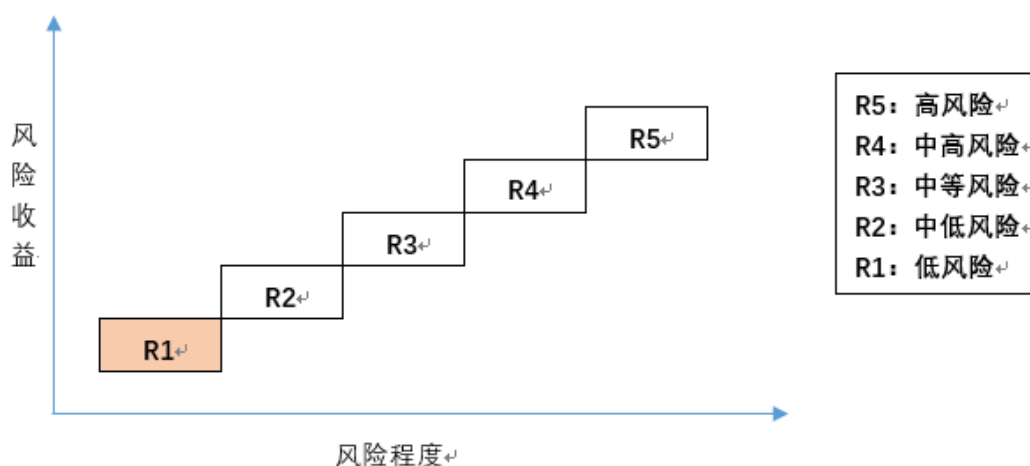 风
险
收
益
R5
R4
R3
R2
R1
风险程度
R5：高风险
R4：中高风险
R3：中等风险
R2：中低风险
R1：低风险